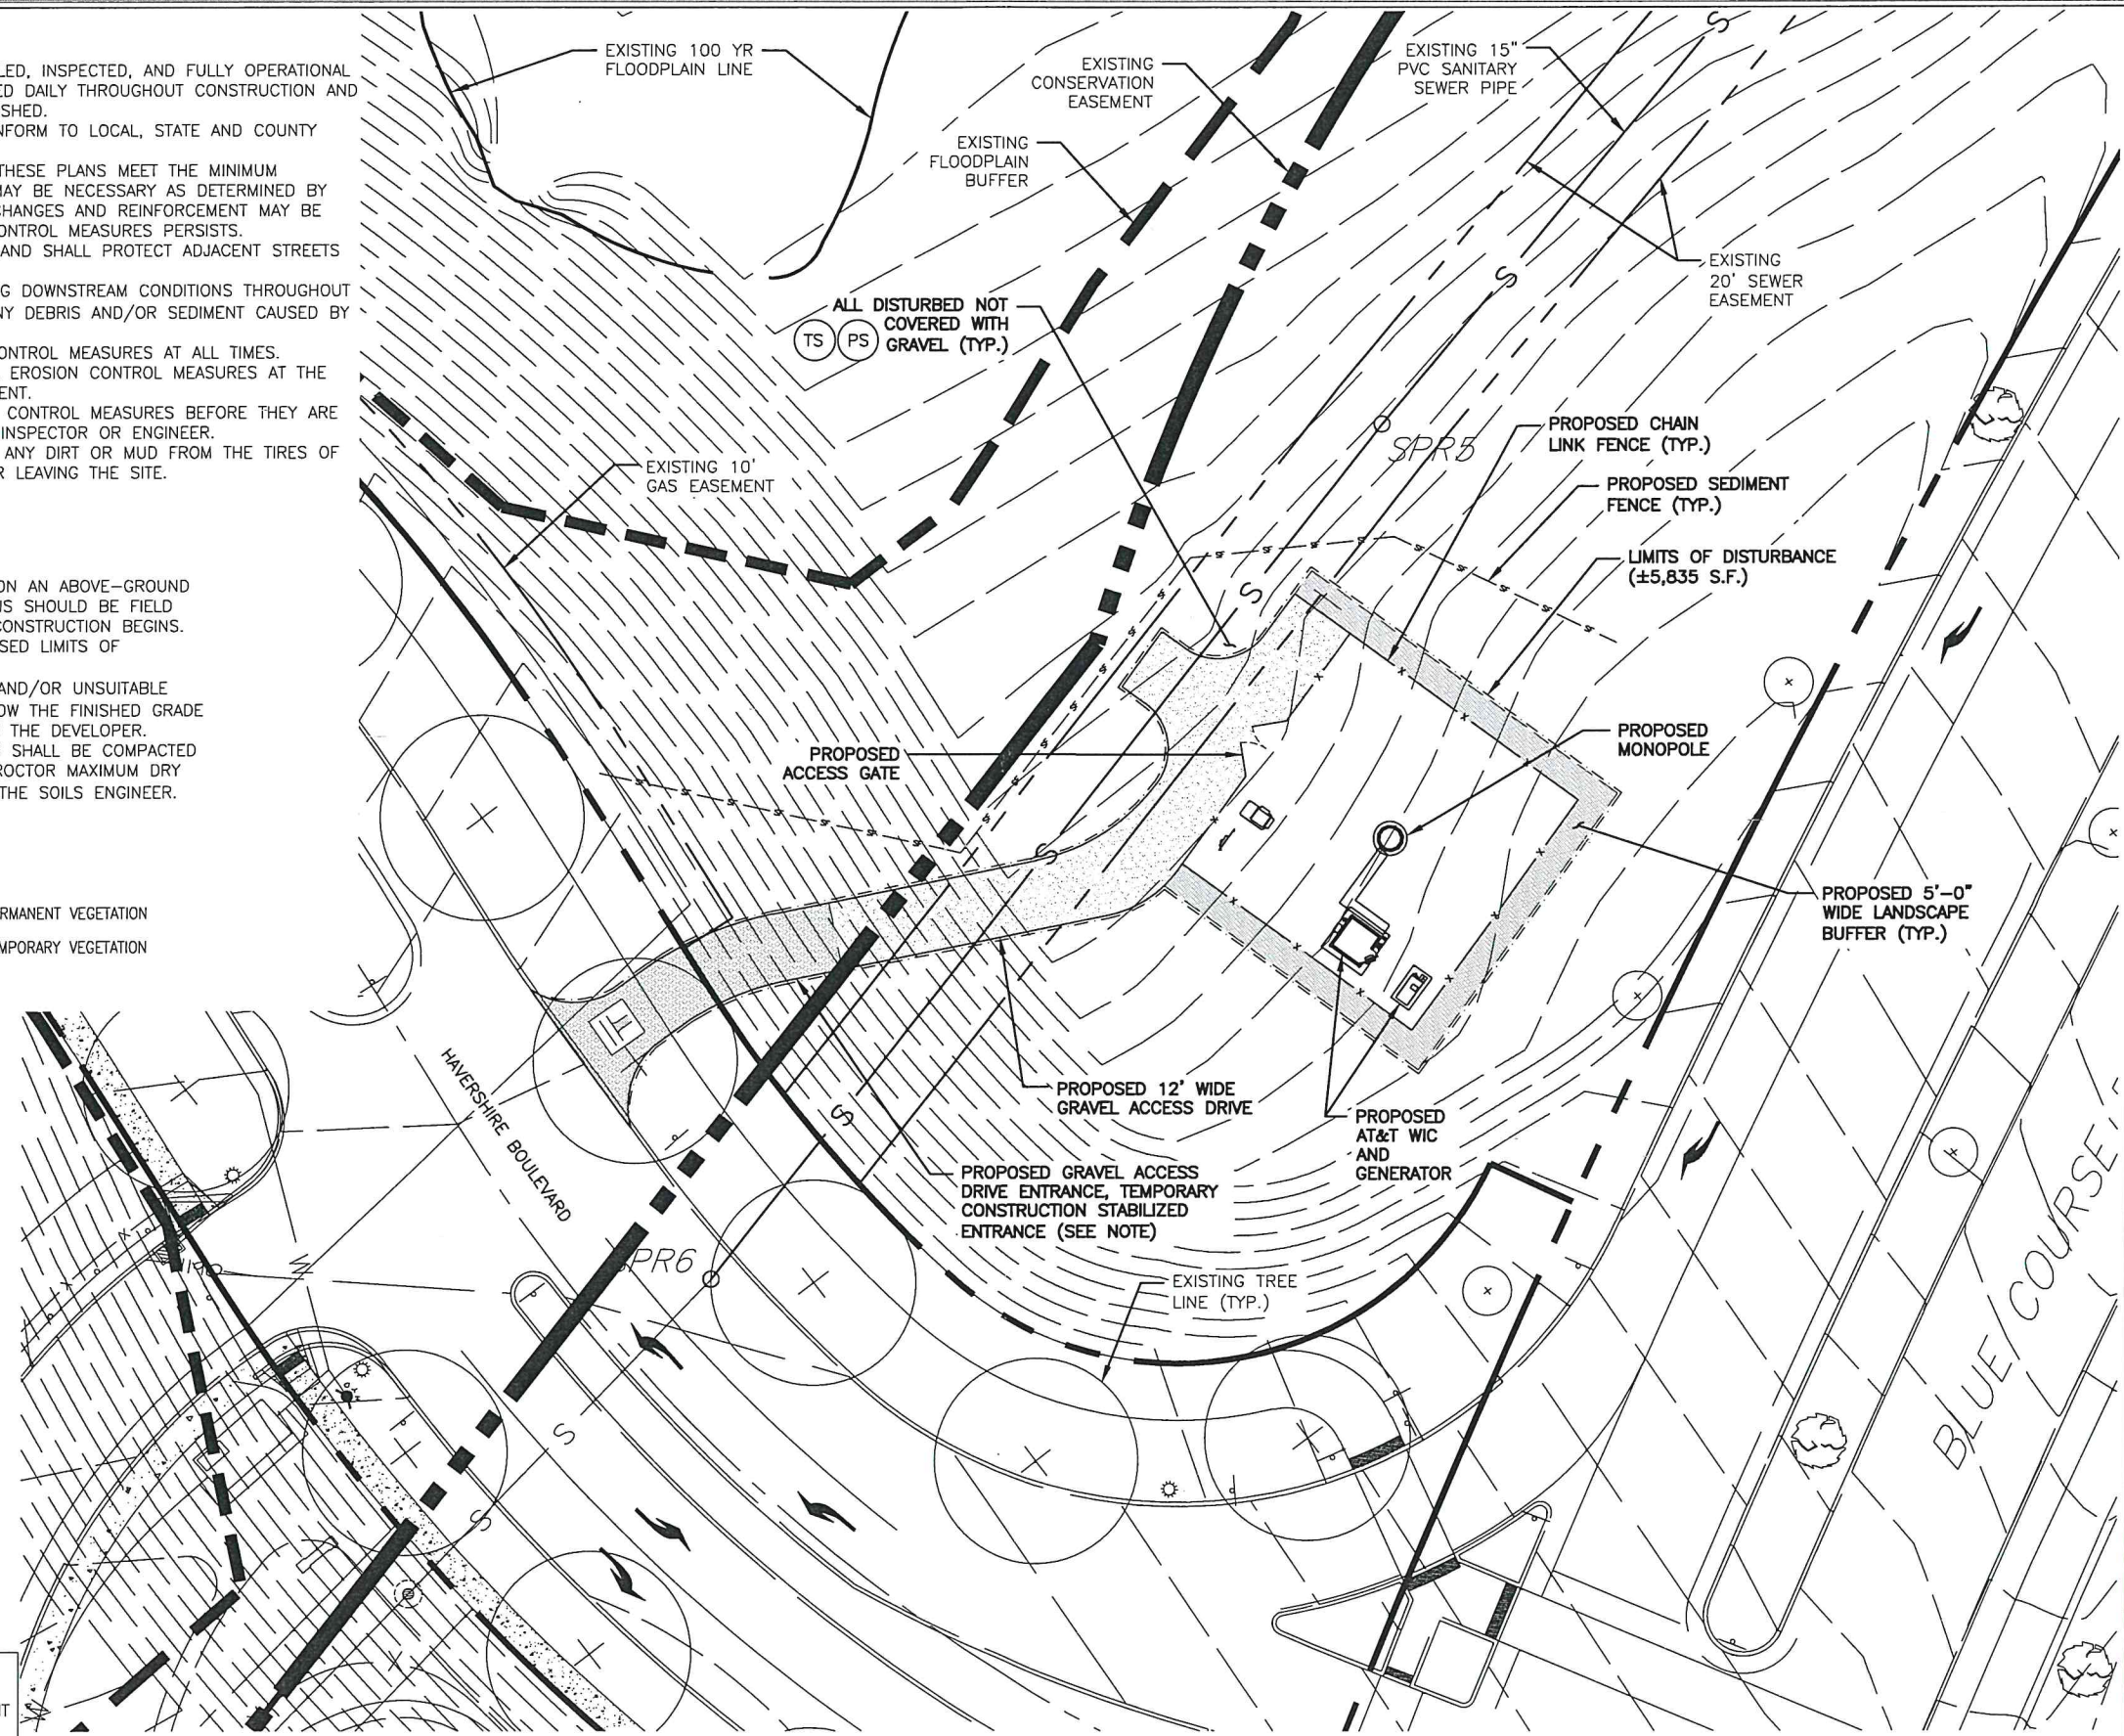 LED, INSPECTED, AND FULLY OPERATIONAL
ED DAILY THROUGHOUT CONSTRUCTION AND
SHED.
NFORM TO LOCAL, STATE AND COUNTY
THESE PLANS MEET THE MINIMUM
MAY BE NECESSARY AS DETERMINED BY
CHANGES AND REINFORCEMENT MAY BE
ONTROL MEASURES PERSISTS.
AND SHALL PROTECT ADJACENT STREETS
G DOWNSTREAM CONDITIONS THROUGHOUT
NY DEBRIS AND/OR SEDIMENT CAUSED BY
ONTROL MEASURES AT ALL TIMES.
EROSION CONTROL MEASURES AT THE
ENT.
CONTROL MEASURES BEFORE THEY ARE
INSPECTOR OR ENGINEER.
ANY DIRT OR MUD FROM THE TIRES OF
R LEAVING THE SITE.
ON AN ABOVE-GROUND
NS SHOULD BE FIELD
CONSTRUCTION BEGINS.
SED LIMITS OF
AND/OR UNSUITABLE
OW THE FINISHED GRADE
THE DEVELOPER.
SHALL BE COMPACTED
ROCTOR MAXIMUM DRY
THE SOILS ENGINEER.
RMANENT VEGETATION
MPORARY VEGETATION
EXISTING 100 YR
FLOODPLAIN LINE
EXISTING
CONSERVATION
EASEMENT
EXISTING 15"
PVC SANITARY
SEWER PIPE
S
EXISTING
FLOODPLAIN
BUFFER
EXISTING
20' SEWER
EASEMENT
S
ALL DISTURBED NOT
COVERED WITH
GRAVEL (TYP.)
TS
PS
SPR5
PROPOSED CHAIN
LINK FENCE (TYP.)
EXISTING 10'
GAS EASEMENT
PROPOSED SEDIMENT
FENCE (TYP.)
LIMITS OF DISTURBANCE
(±5,835 S.F.)
S
PROPOSED
ACCESS GATE
PROPOSED
MONOPOLE
S
PROPOSED 5'-0"
WIDE LANDSCAPE
BUFFER (TYP.)
HAVERSHIRE BOULEVARD
S
PROPOSED 12' WIDE
GRAVEL ACCESS DRIVE
PROPOSED
AT&T WIC
AND
GENERATOR
PROPOSED GRAVEL ACCESS
DRIVE ENTRANCE, TEMPORARY
CONSTRUCTION STABILIZED
ENTRANCE (SEE NOTE)
PR6
EXISTING TREE
LINE (TYP.)
BLUE COURSE
S
S